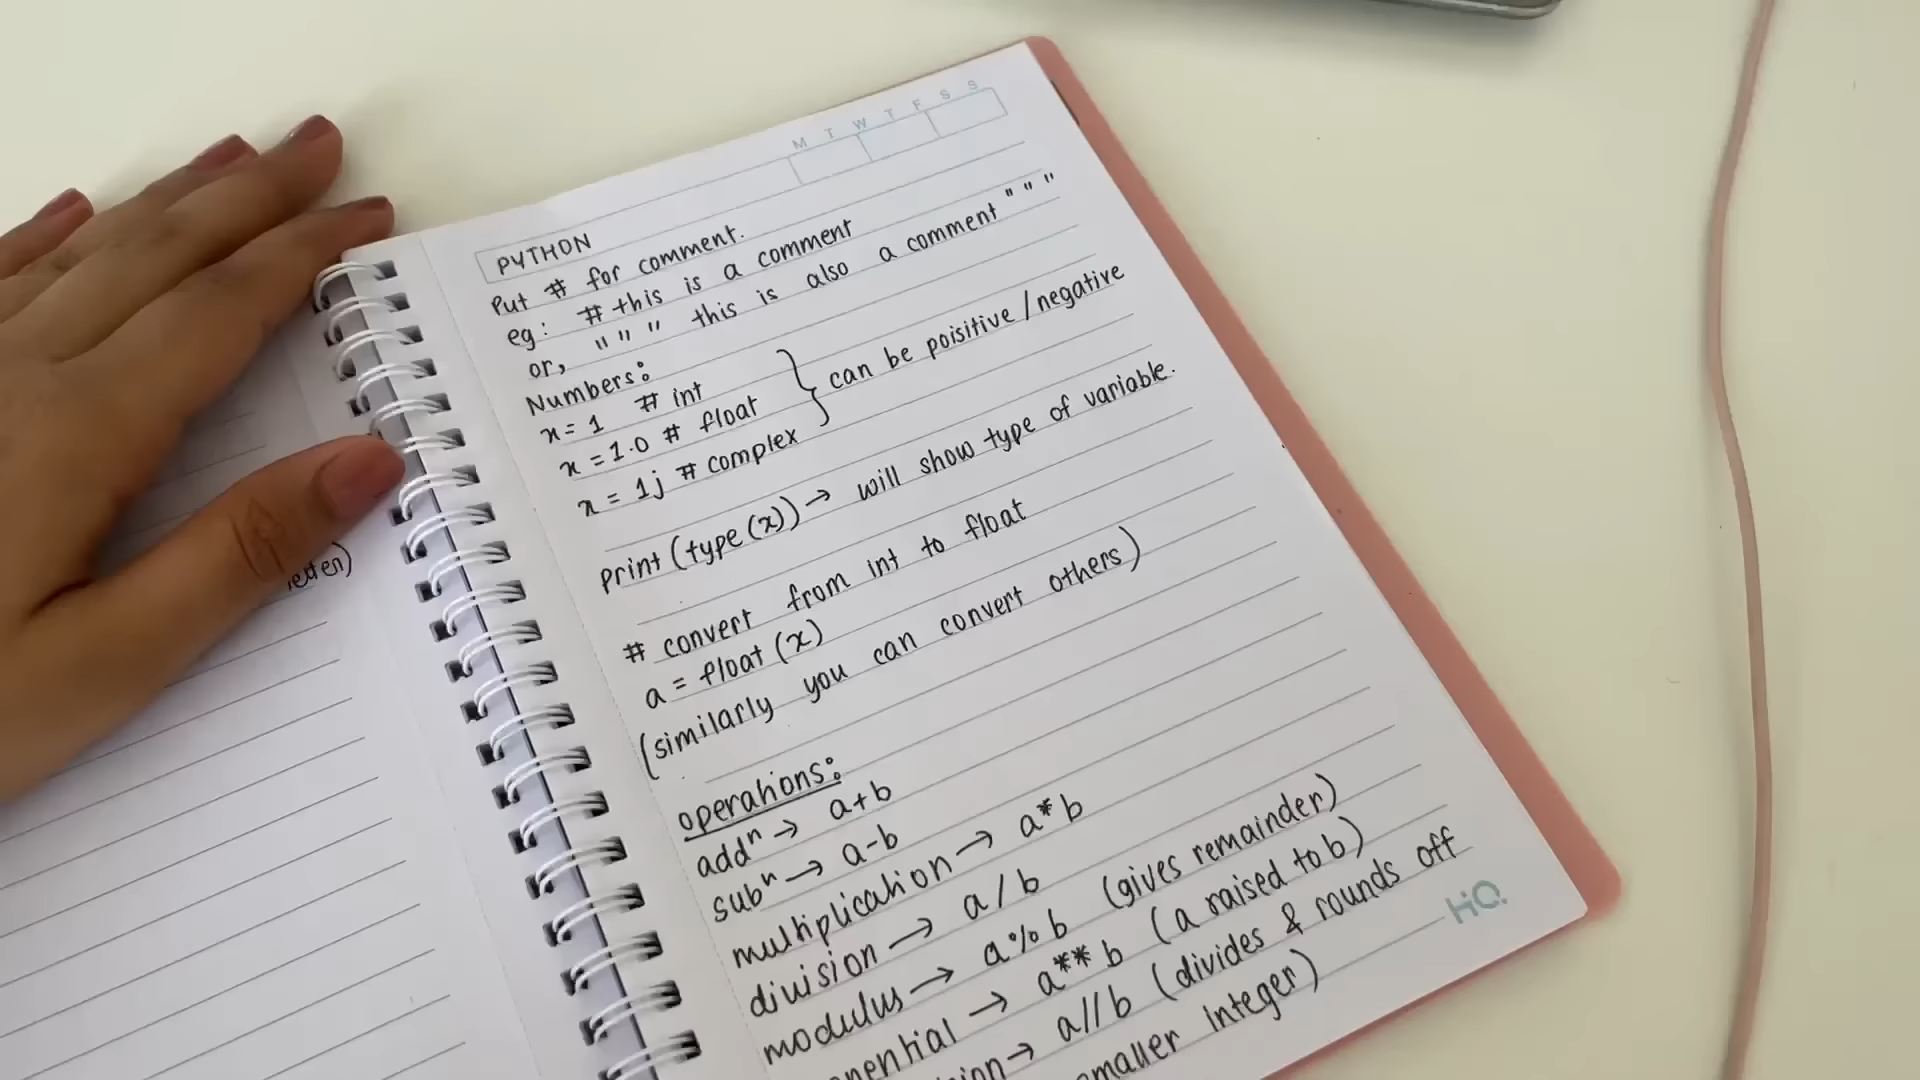 M T W T F S S
PYTHON
Put # for comment.
eg: # this is a comment
or, " " " this is also a comment " " "
Numbers:
x = 1 # int
x = 1.0 # float
x = 1j # complex
can be poisitive / negative
print (type (x)) → will show type of variable.
# convert from int to float
a = float (x)
(similarly you can convert others)
operations:
addⁿ → a+b
subⁿ → a-b
multiplication → a*b
division → a/b
modulus → a%b (gives remainder)
→ a**b (a raised to b)
→ a//b (divides & rounds off
smaller integer)
HiQ.